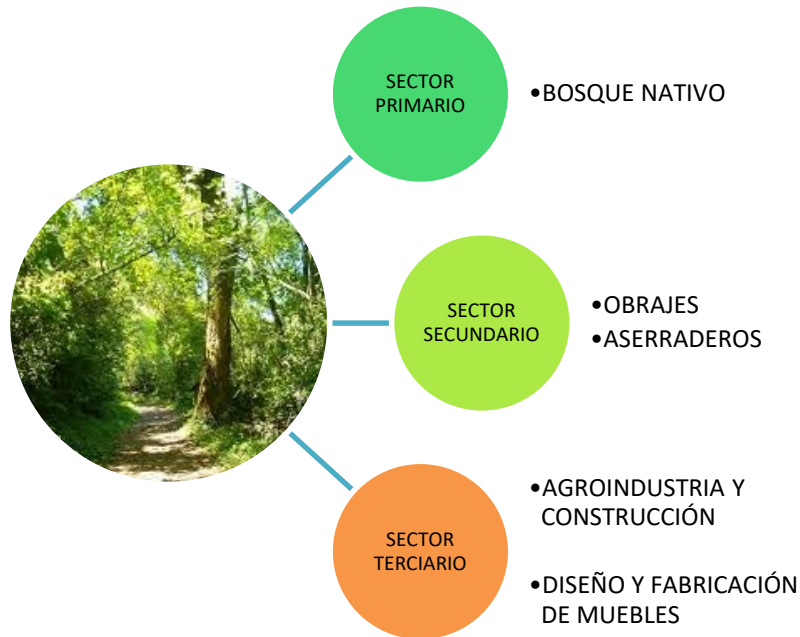 SECTOR
PRIMARIO
•BOSQUE NATIVO
SECTOR
SECUNDARIO
•OBRAJES
•ASERRADEROS
SECTOR
TERCIARIO
•AGROINDUSTRIA Y
CONSTRUCCIÓN
•DISEÑO Y FABRICACIÓN
DE MUEBLES